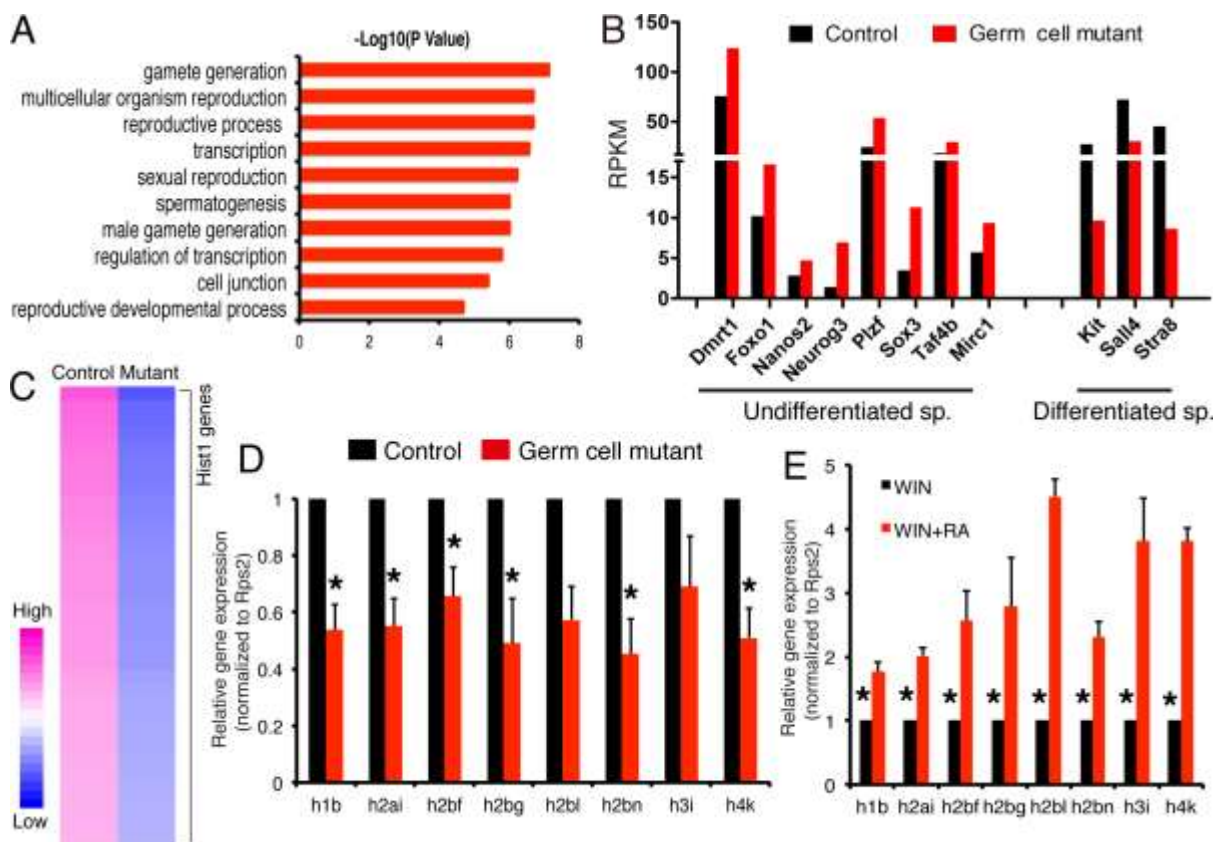 A
-Log10(P Value)
gamete generation
multicellular organism reproduction
reproductive process
transcription
sexual reproduction
spermatogenesis
male gamete generation
regulation of transcription
cell junction
reproductive developmental process
0 2 4 6 8
B
Control Germ cell mutant
RPKM
150
100
50
15
10
5
0
Dmrt1 Foxo1 Nanos2 Neurog3 Plzf Sox3 Taf4b Mirc1 Kit Sall4 Stra8
Undifferentiated sp. Differentiated sp.
C
Control Mutant
Hist1 genes
High
Low
D
Control Germ cell mutant
Relative gene expression
(normalized to Rps2)
1
0.8
0.6
0.4
0.2
0
* * * * * *
h1b h2ai h2bf h2bg h2bl h2bn h3i h4k
E
WIN
WIN+RA
Relative gene expression
(normalized to Rps2)
5
4
3
2
1
0
* * * * * * * *
h1b h2ai h2bf h2bg h2bl h2bn h3i h4k